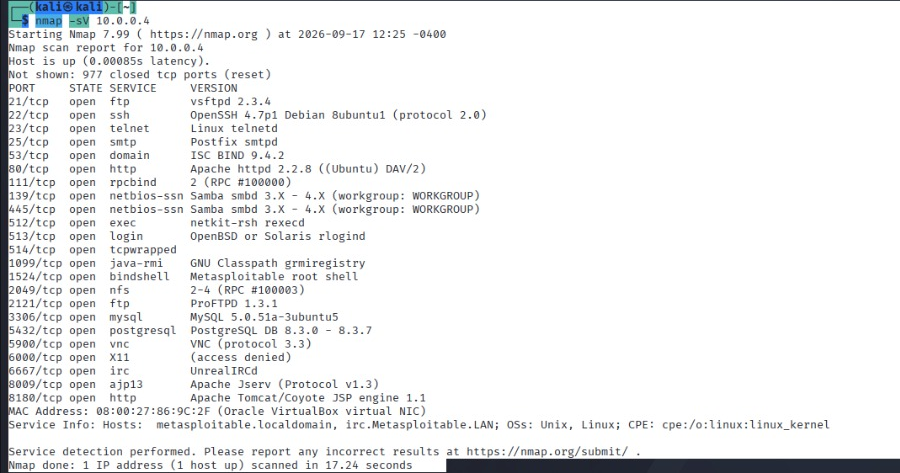 ┌──(kali㉿kali)-[~]
└─$ nmap -sV 10.0.0.4
Starting Nmap 7.99 ( https://nmap.org ) at 2026-09-17 12:25 -0400
Nmap scan report for 10.0.0.4
Host is up (0.00085s latency).
Not shown: 977 closed tcp ports (reset)
PORT     STATE SERVICE     VERSION
21/tcp   open  ftp         vsftpd 2.3.4
22/tcp   open  ssh         OpenSSH 4.7p1 Debian 8ubuntu1 (protocol 2.0)
23/tcp   open  telnet      Linux telnetd
25/tcp   open  smtp        Postfix smtpd
53/tcp   open  domain      ISC BIND 9.4.2
80/tcp   open  http        Apache httpd 2.2.8 ((Ubuntu) DAV/2)
111/tcp  open  rpcbind     2 (RPC #100000)
139/tcp  open  netbios-ssn Samba smbd 3.X - 4.X (workgroup: WORKGROUP)
445/tcp  open  netbios-ssn Samba smbd 3.X - 4.X (workgroup: WORKGROUP)
512/tcp  open  exec        netkit-rsh rexecd
513/tcp  open  login       OpenBSD or Solaris rlogind
514/tcp  open  tcpwrapped
1099/tcp open  java-rmi    GNU Classpath grmiregistry
1524/tcp open  bindshell   Metasploitable root shell
2049/tcp open  nfs         2-4 (RPC #100003)
2121/tcp open  ftp         ProFTPD 1.3.1
3306/tcp open  mysql       MySQL 5.0.51a-3ubuntu5
5432/tcp open  postgresql  PostgreSQL DB 8.3.0 - 8.3.7
5900/tcp open  vnc         VNC (protocol 3.3)
6000/tcp open  X11         (access denied)
6667/tcp open  irc         UnrealIRCd
8009/tcp open  ajp13       Apache Jserv (Protocol v1.3)
8180/tcp open  http        Apache Tomcat/Coyote JSP engine 1.1
MAC Address: 08:00:27:86:9C:2F (Oracle VirtualBox virtual NIC)
Service Info: Hosts:  metasploitable.localdomain, irc.Metasploitable.LAN; OSs: Unix, Linux; CPE: cpe:/o:linux:linux_kernel
Service detection performed. Please report any incorrect results at https://nmap.org/submit/ .
Nmap done: 1 IP address (1 host up) scanned in 17.24 seconds